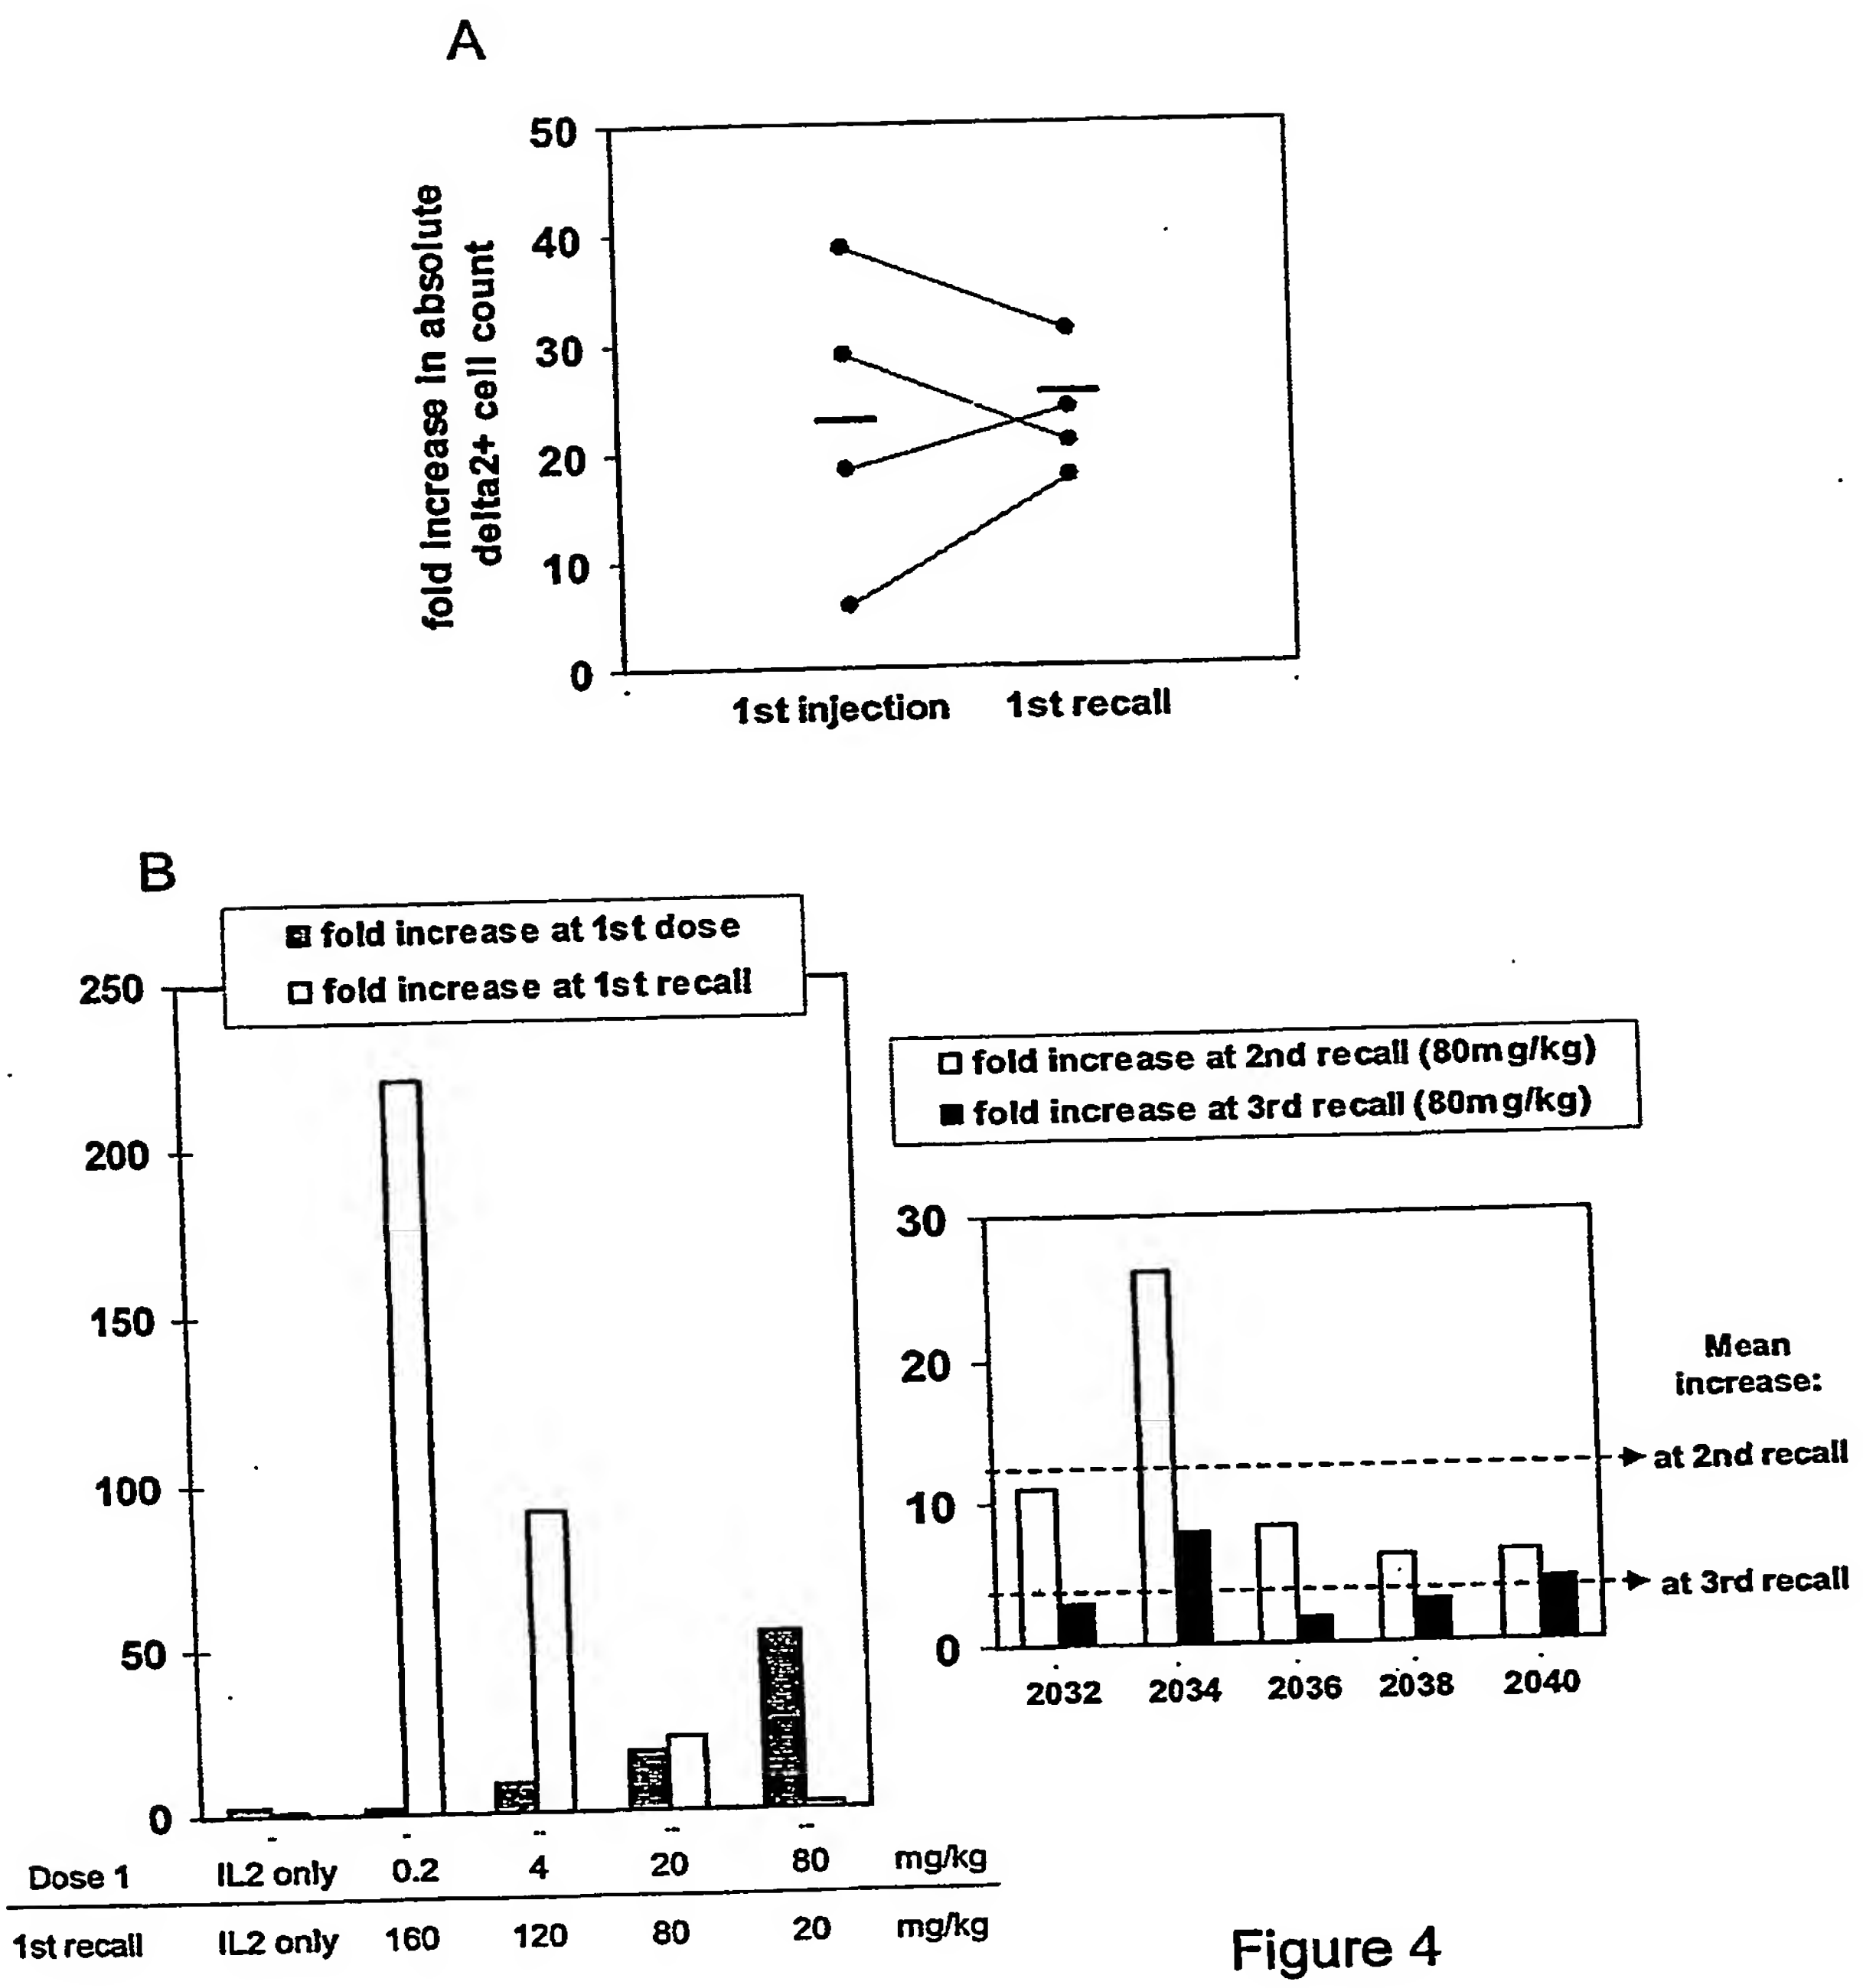 A
50
40
30
20
10
0
fold increase in absolute
delta2+ cell count
1st injection 1st recall
B
fold increase at 1st dose
fold increase at 1st recall
250
200
150
100
50
0
Dose 1 IL2 only 0.2 4 20 80 mg/kg
1st recall IL2 only 160 120 80 20 mg/kg
fold increase at 2nd recall (80mg/kg)
fold increase at 3rd recall (80mg/kg)
30
20
10
0
Mean
increase:
at 2nd recall
at 3rd recall
2032 2034 2036 2038 2040
Figure 4